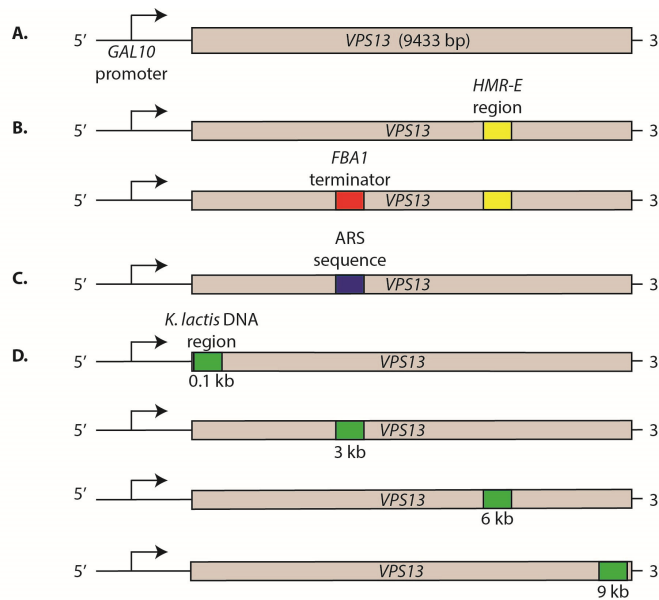 A.
5’ VPS13 (9433 bp) 3
GAL10
promoter
HMR-E
region
B.
5’ VPS13 3
FBA1
terminator
5’ VPS13 3
ARS
sequence
C.
5’ VPS13 3
K. lactis DNA
region
D.
5’ VPS13 3
0.1 kb
5’ VPS13 3
3 kb
5’ VPS13 3
6 kb
5’ VPS13 3
9 kb